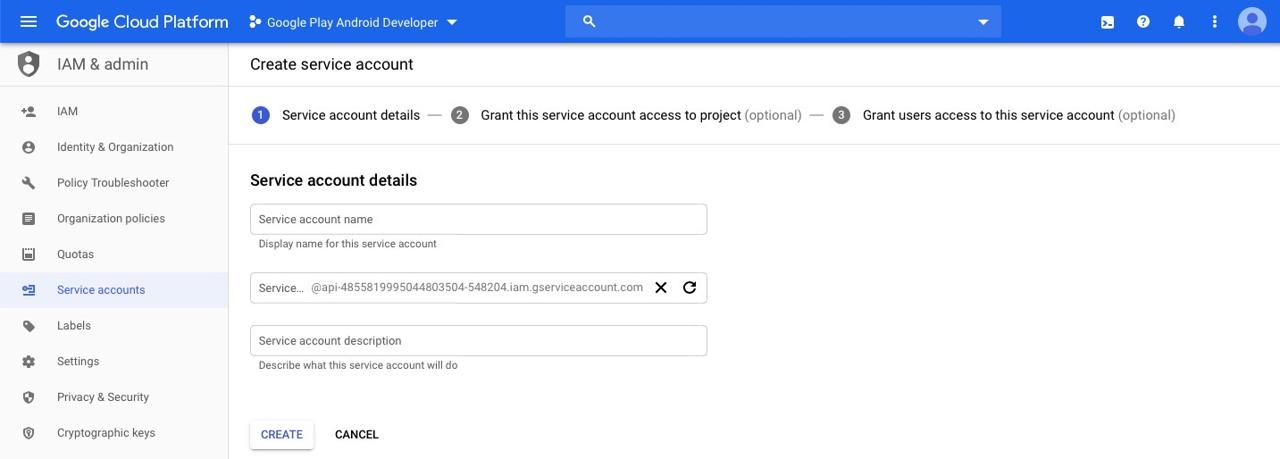 Google Cloud Platform
Google Play Android Developer
IAM & admin
Create service account
IAM
Identity & Organization
Policy Troubleshooter
Organization policies
Quotas
Service accounts
Labels
Settings
Privacy & Security
Cryptographic keys
1 Service account details — 2 Grant this service account access to project (optional) — 3 Grant users access to this service account (optional)
Service account details
Service account name
Display name for this service account
Service... @api-4855819995044803504-548204.iam.gserviceaccount.com
Service account description
Describe what this service account will do
CREATE CANCEL